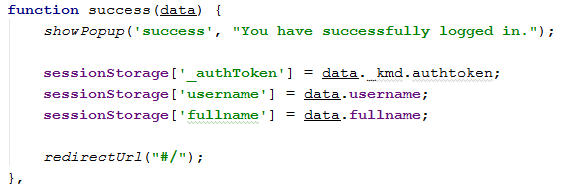 function success(data) {
showPopup('success', "You have successfully logged in.");
sessionStorage['_authToken'] = data._kmd.authtoken;
sessionStorage['username'] = data.username;
sessionStorage['fullname'] = data.fullname;
redirectUrl("#/");
},